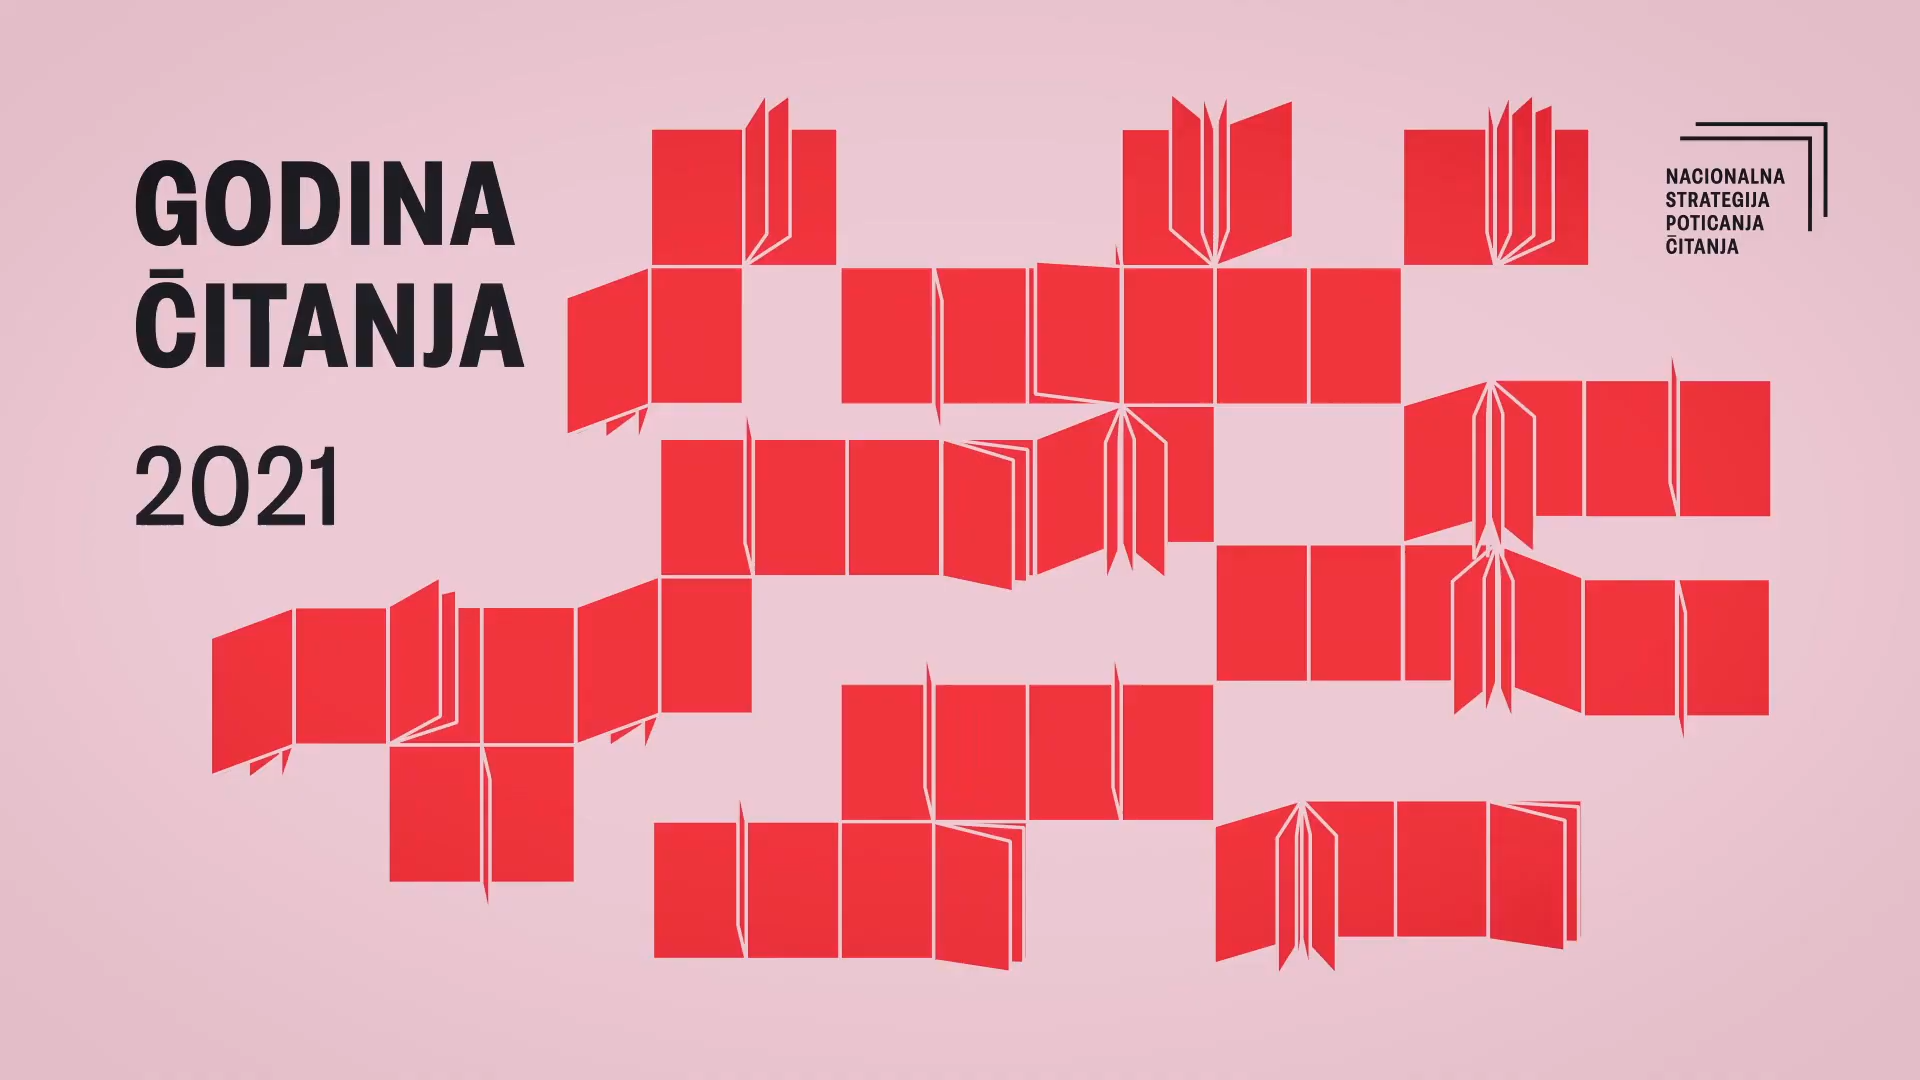 GODINA
ČITANJA
2021
NACIONALNA
STRATEGIJA
POTICANJA
ČITANJA